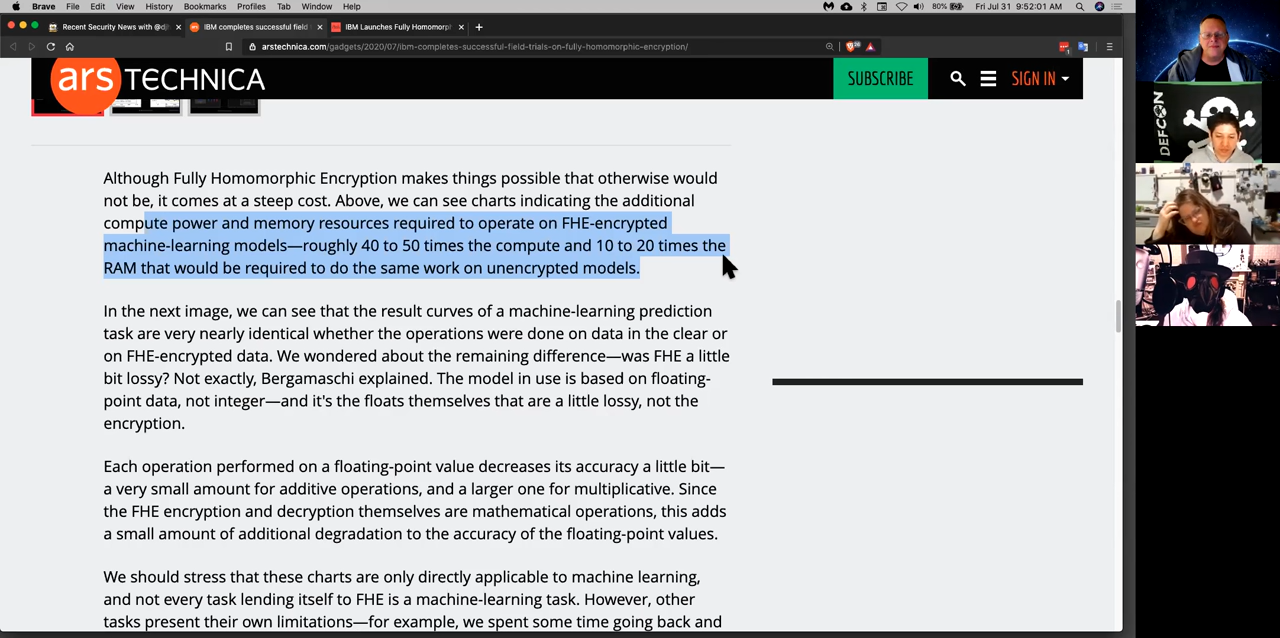 Brave File Edit View History Bookmarks Profiles Tab Window Help 80% Fri Jul 31 9:52:01 AM
Recent Security News with @dj × IBM completes successful field × IBM Launches Fully Homomorph × +
arstechnica.com/gadgets/2020/07/ibm-completes-successful-field-trials-on-fully-homomorphic-encryption/
ars TECHNICA SUBSCRIBE SIGN IN
Although Fully Homomorphic Encryption makes things possible that otherwise would
not be, it comes at a steep cost. Above, we can see charts indicating the additional
compute power and memory resources required to operate on FHE-encrypted
machine-learning models—roughly 40 to 50 times the compute and 10 to 20 times the
RAM that would be required to do the same work on unencrypted models.
In the next image, we can see that the result curves of a machine-learning prediction
task are very nearly identical whether the operations were done on data in the clear or
on FHE-encrypted data. We wondered about the remaining difference—was FHE a little
bit lossy? Not exactly, Bergamaschi explained. The model in use is based on floating-
point data, not integer—and it's the floats themselves that are a little lossy, not the
encryption.
Each operation performed on a floating-point value decreases its accuracy a little bit—
a very small amount for additive operations, and a larger one for multiplicative. Since
the FHE encryption and decryption themselves are mathematical operations, this adds
a small amount of additional degradation to the accuracy of the floating-point values.
We should stress that these charts are only directly applicable to machine learning,
and not every task lending itself to FHE is a machine-learning task. However, other
tasks present their own limitations—for example, we spent some time going back and
DEFCON